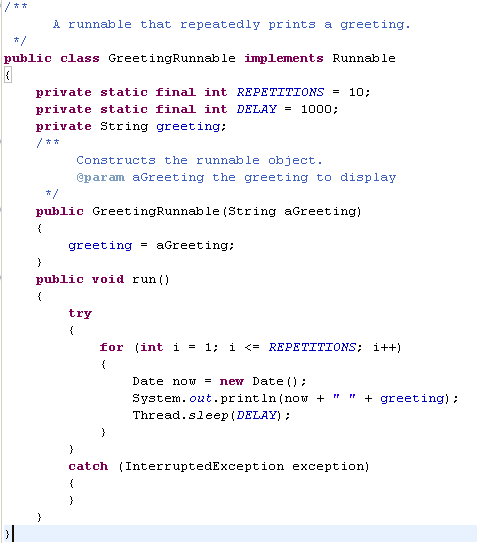 /**
      A runnable that repeatedly prints a greeting.
 */
public class GreetingRunnable implements Runnable
{
    private static final int REPETITIONS = 10;
    private static final int DELAY = 1000;
    private String greeting;
    /**
         Constructs the runnable object.
         @param aGreeting the greeting to display
     */
    public GreetingRunnable(String aGreeting)
    {
        greeting = aGreeting;
    }
    public void run()
    {
        try
        {
            for (int i = 1; i <= REPETITIONS; i++)
            {
                Date now = new Date();
                System.out.println(now + " " + greeting);
                Thread.sleep(DELAY);
            }
        }
        catch (InterruptedException exception)
        {
        }
    }
}